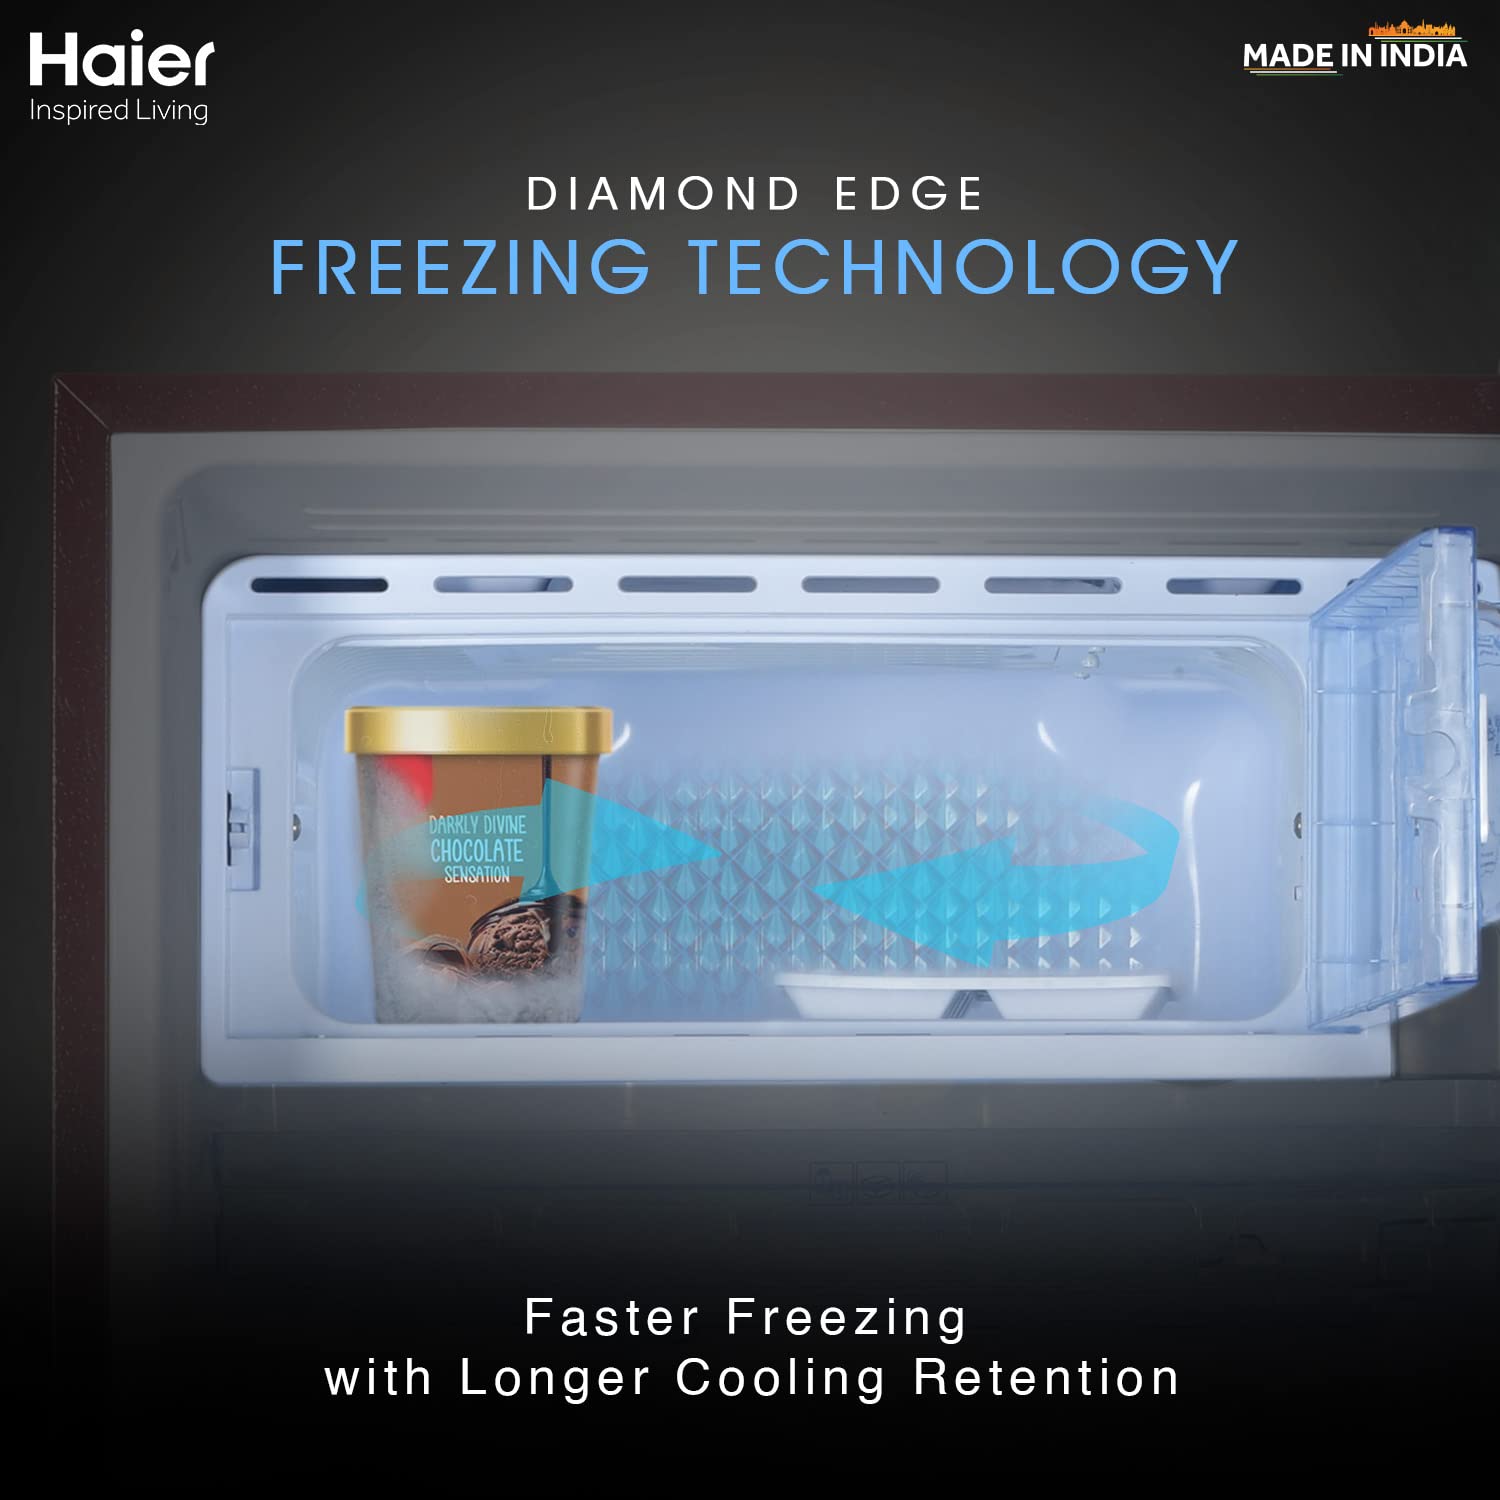 Haier
Inspired Living
MADE IN INDIA
DIAMOND EDGE
FREEZING TECHNOLOGY
DARKLY DIVINE
CHOCOLATE
SENSATION
Faster Freezing
with Longer Cooling Retention